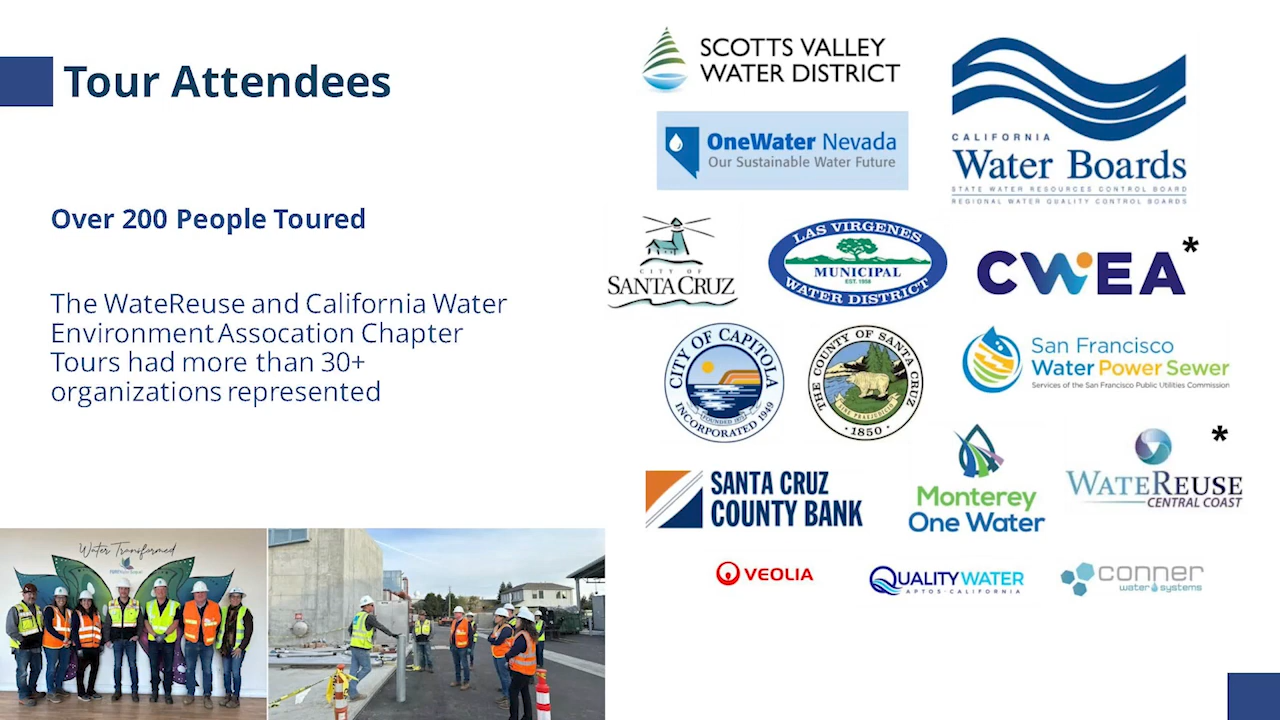 Tour Attendees
Over 200 People Toured
The WateReuse and California Water
Environment Assocation Chapter
Tours had more than 30+
organizations represented
Water Transformed
SCOTTS VALLEY
WATER DISTRICT
OneWater Nevada
Our Sustainable Water Future
CALIFORNIA
Water Boards
STATE WATER RESOURCES CONTROL BOARD
REGIONAL WATER QUALITY CONTROL BOARDS
CITY OF
SANTA CRUZ
LAS VIRGENES
MUNICIPAL
EST. 1958
WATER DISTRICT
CWEA*
CITY OF CAPITOLA
FOUNDED 1873
INCORPORATED 1949
THE COUNTY OF SANTA CRUZ
1850
San Francisco
Water Power Sewer
Services of the San Francisco Public Utilities Commission
SANTA CRUZ
COUNTY BANK
Monterey
One Water
*
WATEREUSE
CENTRAL COAST
VEOLIA
QUALITYWATER
APTOS·CALIFORNIA
conner
water systems